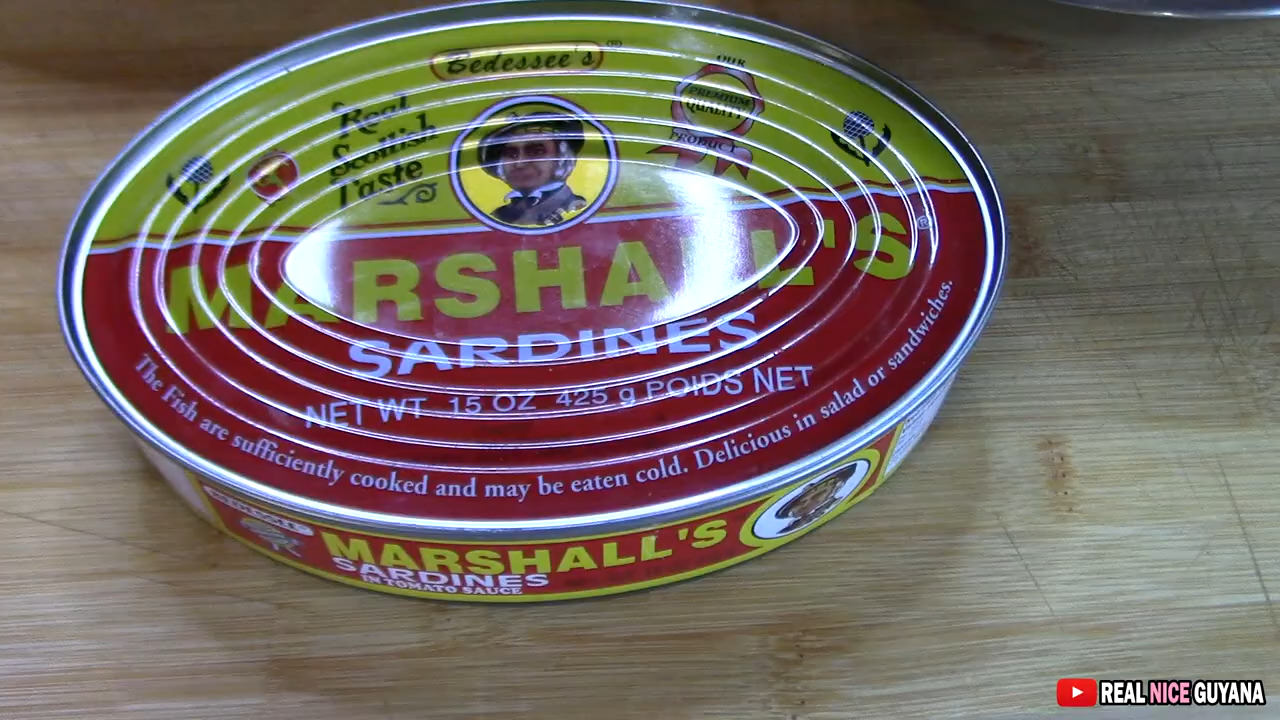 Bedessee's®
OUR
PREMIUM
QUALITY
PRODUCT
Real
Scottish
Taste
MARSHALL'S®
SARDINES
NET WT 15 OZ 425 g POIDS NET
The Fish are sufficiently cooked and may be eaten cold. Delicious in salad or sandwiches.
BEDESSEE
MARSHALL'S
SARDINES
IN TOMATO SAUCE
REAL NICE GUYANA